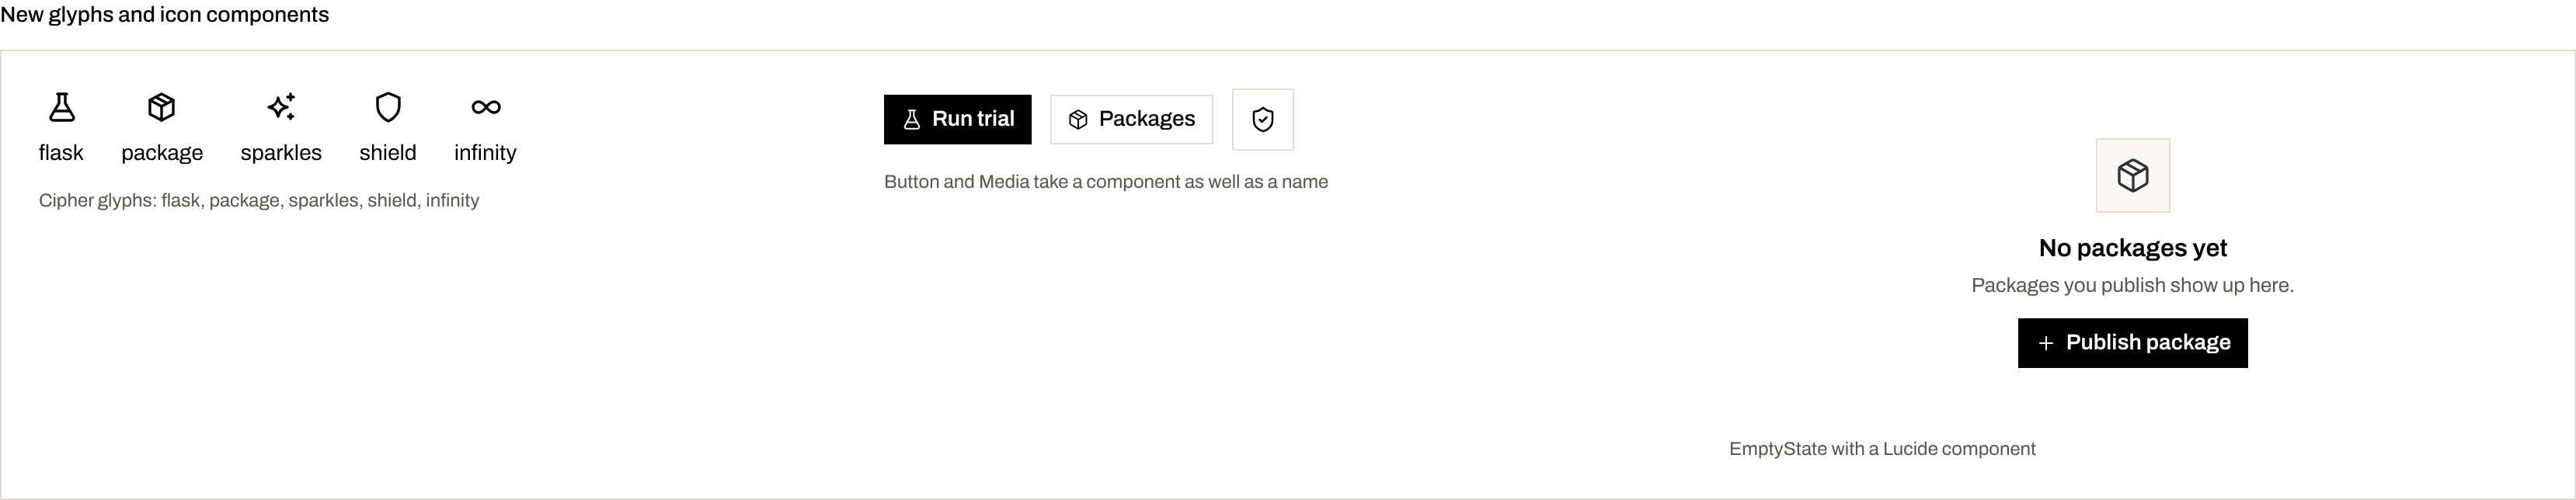 New glyphs and icon components
flask
package
sparkles
shield
infinity
Cipher glyphs: flask, package, sparkles, shield, infinity
Run trial
Packages
Button and Media take a component as well as a name
No packages yet
Packages you publish show up here.
Publish package
EmptyState with a Lucide component